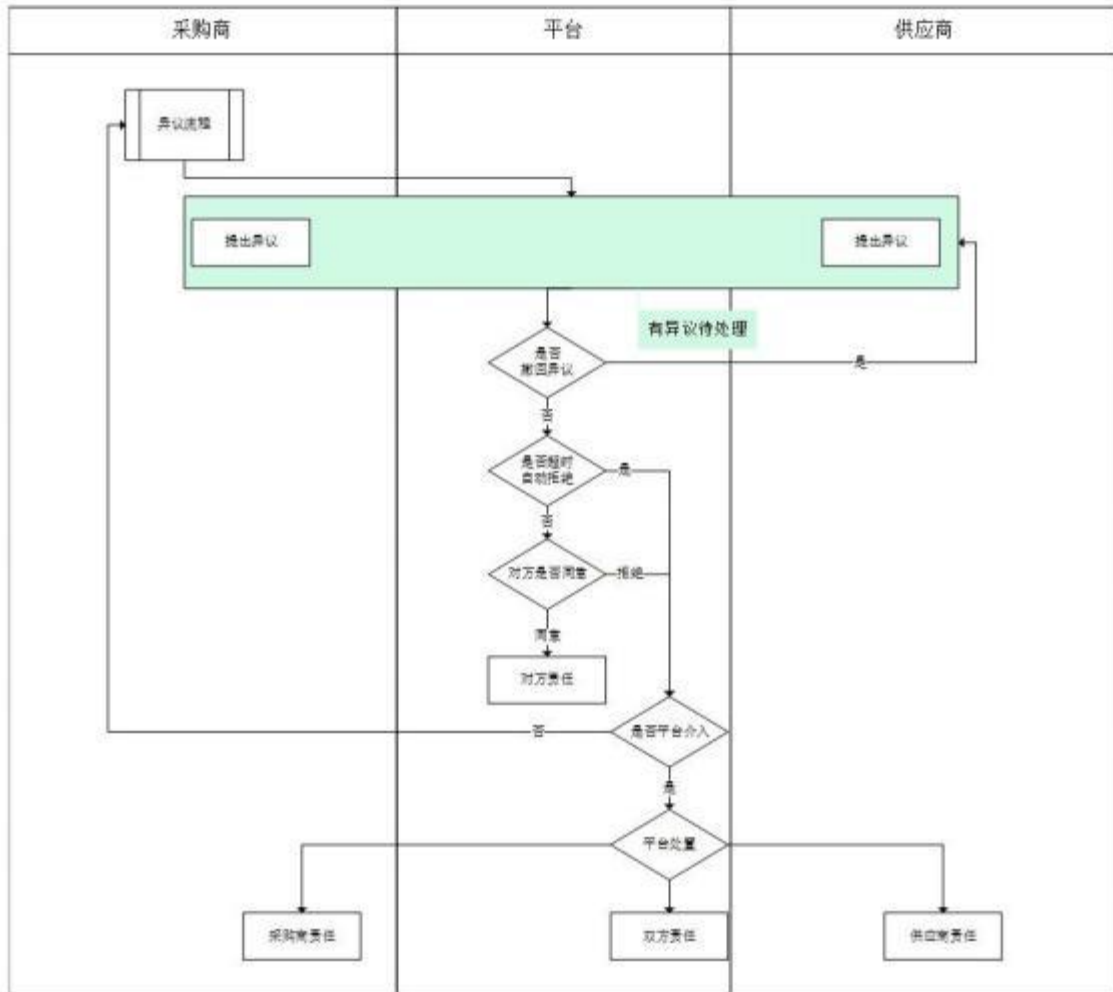 采购商
平台
供应商
异议流程
提出异议
提出异议
有异议待处理
是否
撤回异议
是
否
是否超时
自动拒绝
是
否
对方是否同意
拒绝
同意
对方责任
否
是否平台介入
是
平台处置
采购商责任
双方责任
供应商责任